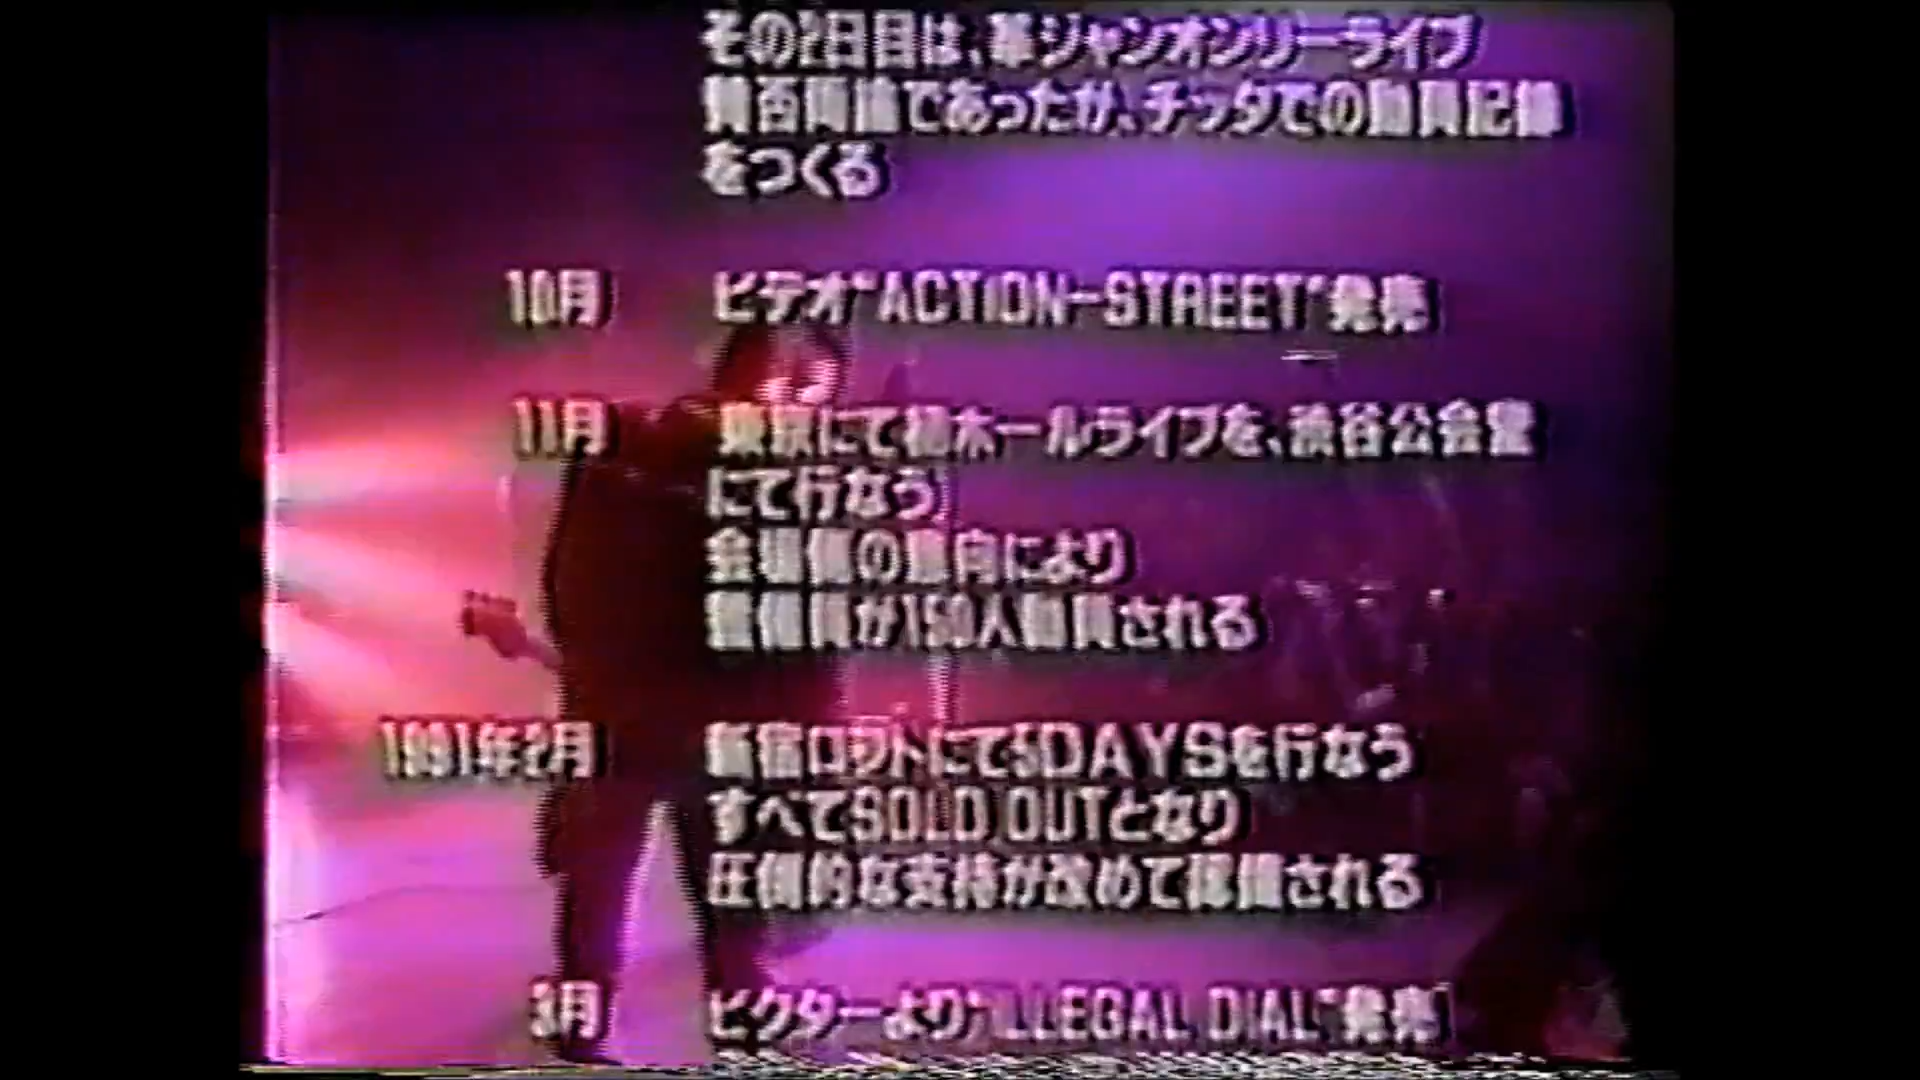 その2日目は、革ジャンオンリーライブ
賛否両論であったが、チッタでの動員記録
をつくる
10月 ビデオ“ACTION-STREET”発売
11月 東京にて初ホールライブを、渋谷公会堂
にて行なう
会場側の意向により
警備員が150人動員される
1991年2月 新宿ロフトにて5DAYSを行なう
すべてSOLD OUTとなり
圧倒的な支持が改めて認識される
3月 ビクターより“ILLEGAL DIAL”発売